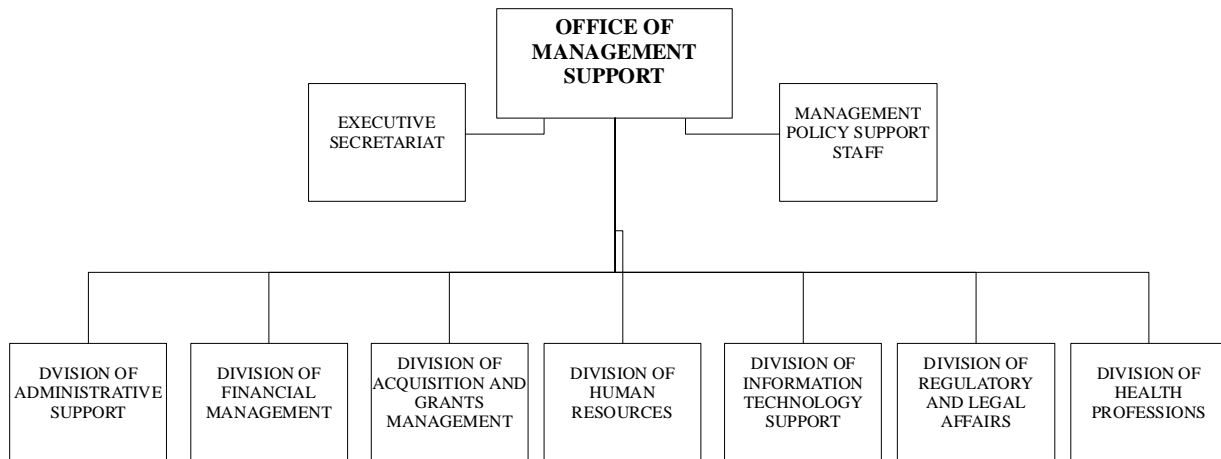 OFFICE OF
MANAGEMENT
SUPPORT
EXECUTIVE
SECRETARIAT
MANAGEMENT
POLICY SUPPORT
STAFF
DVISION OF
ADMINISTRATIVE
SUPPORT
DIVISION OF
FINANCIAL
MANAGEMENT
DIVISION OF
ACQUISITION AND
GRANTS
MANAGEMENT
DIVISION OF
HUMAN
RESOURCES
DIVISION OF
INFORMATION
TECHNOLOGY
SUPPORT
DIVISION OF
REGULATORY
AND LEGAL
AFFAIRS
DIVISION OF
HEALTH
PROFESSIONS